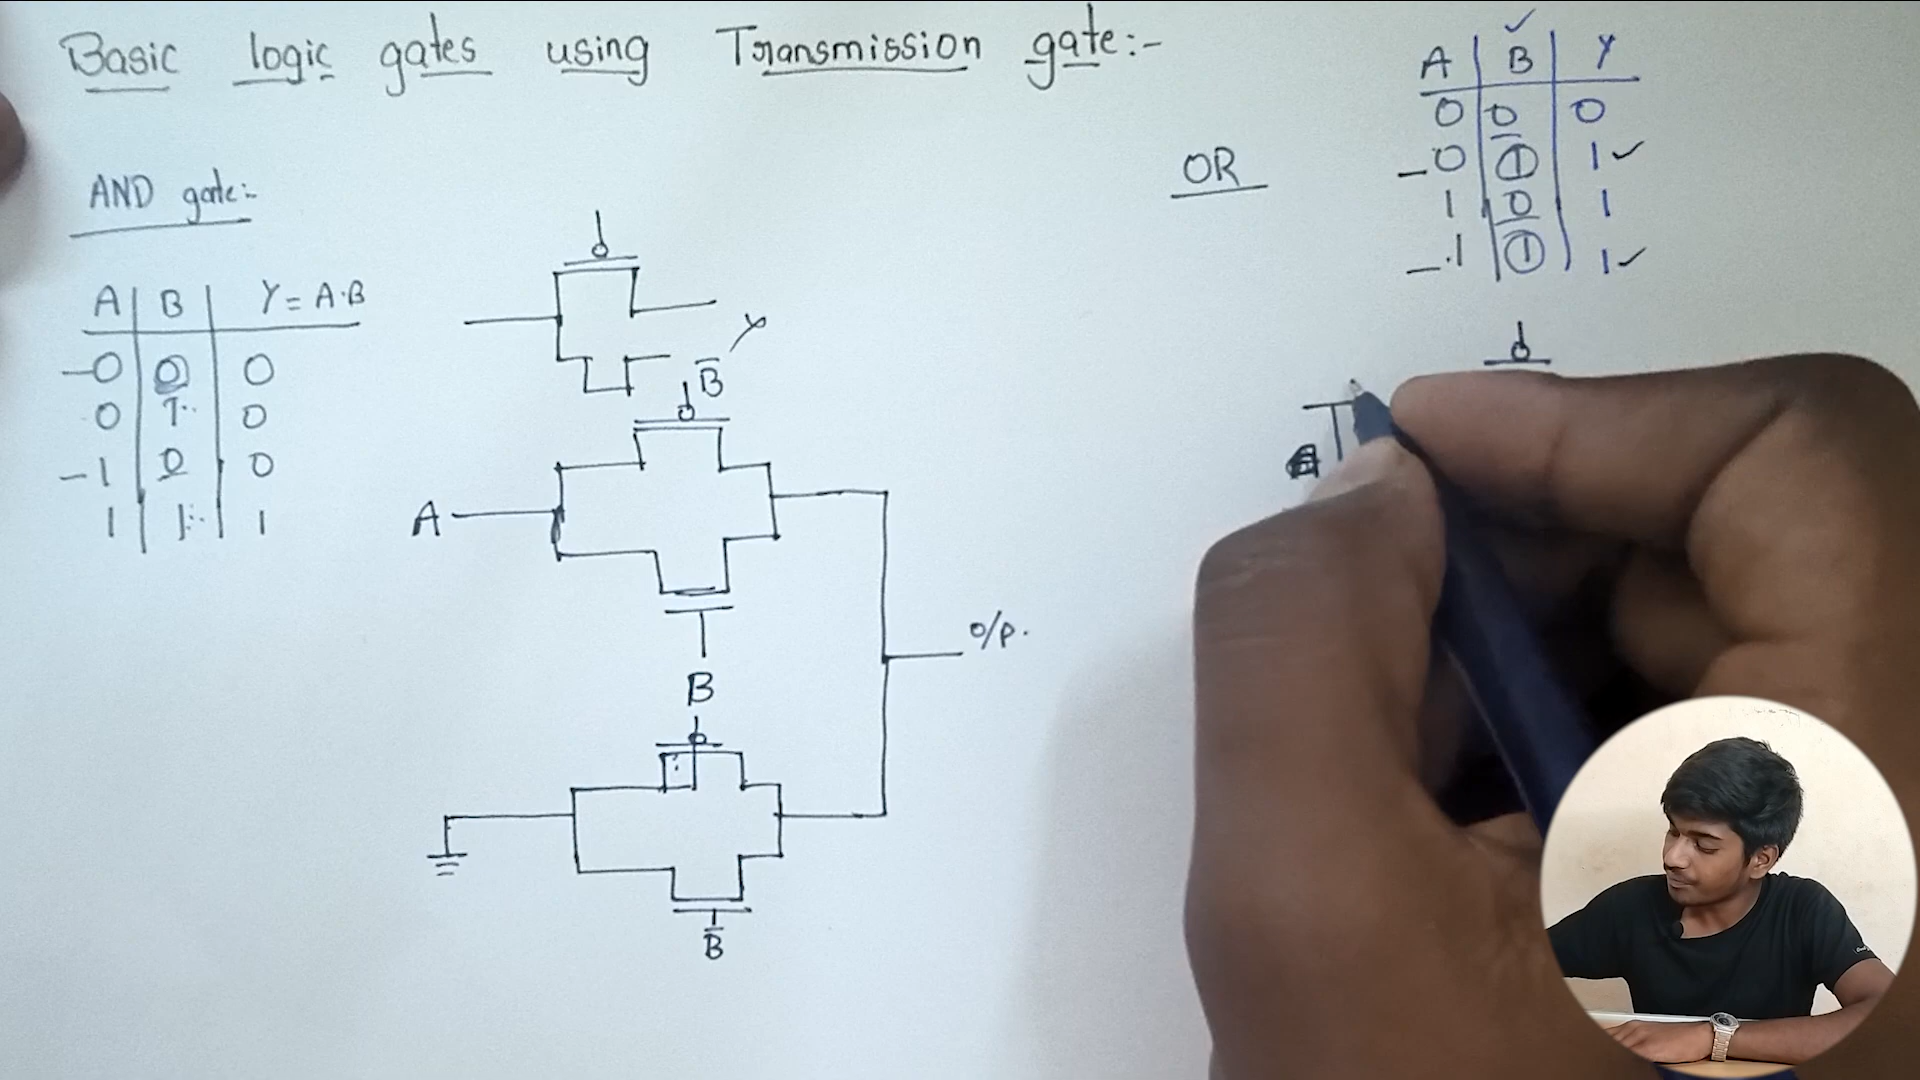 Basic logic gates using Transmission gate:-
AND gate:-
A B Y = A·B
0 0 0
0 1 0
1 0 0
1 1 1
Y
B̅
A
B
o/p.
B̅
OR
A B Y
0 0 0
0 1 1
1 0 1
1 1 1